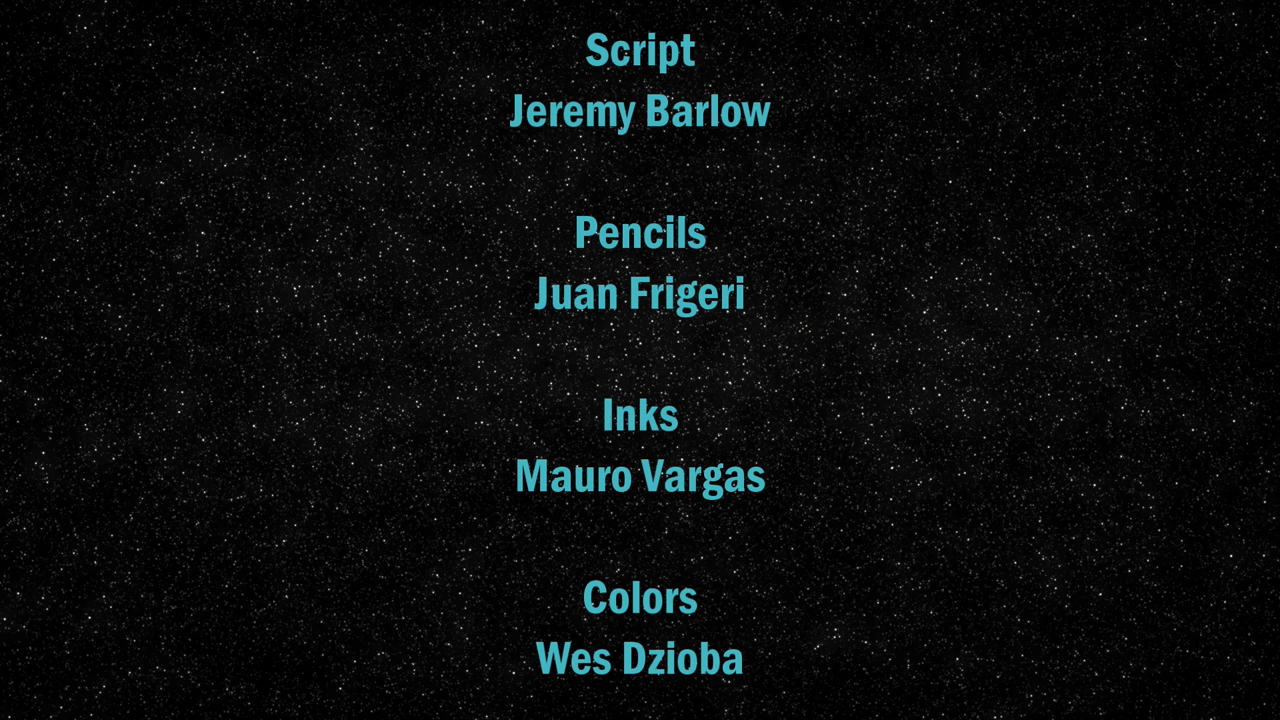 Script
Jeremy Barlow
Pencils
Juan Frigeri
Inks
Mauro Vargas
Colors
Wes Dzioba